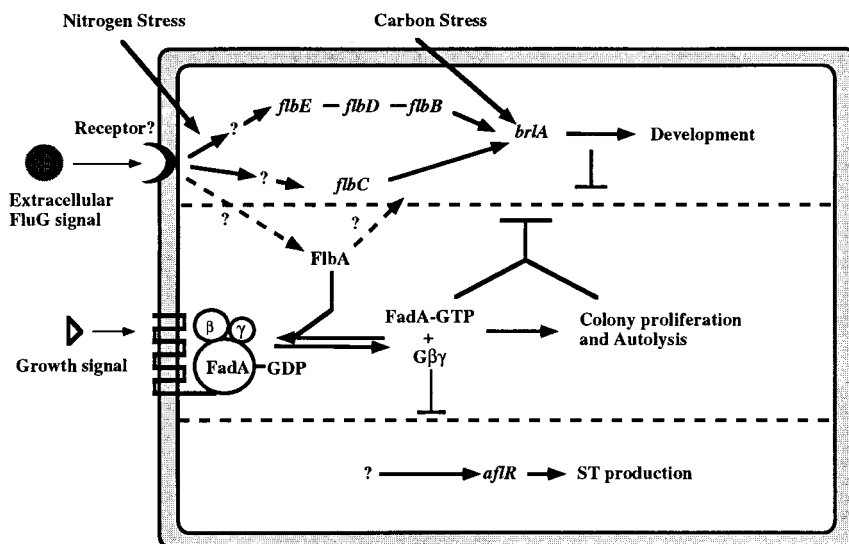 Nitrogen Stress
Carbon Stress
Receptor?
Extracellular
FluG signal
?
flbE – flbD – flbB
brlA
Development
?
flbC
?
?
FlbA
Growth signal
β
γ
FadA
GDP
FadA-GTP
+
Gβγ
Colony proliferation
and Autolysis
?
aflR
ST production